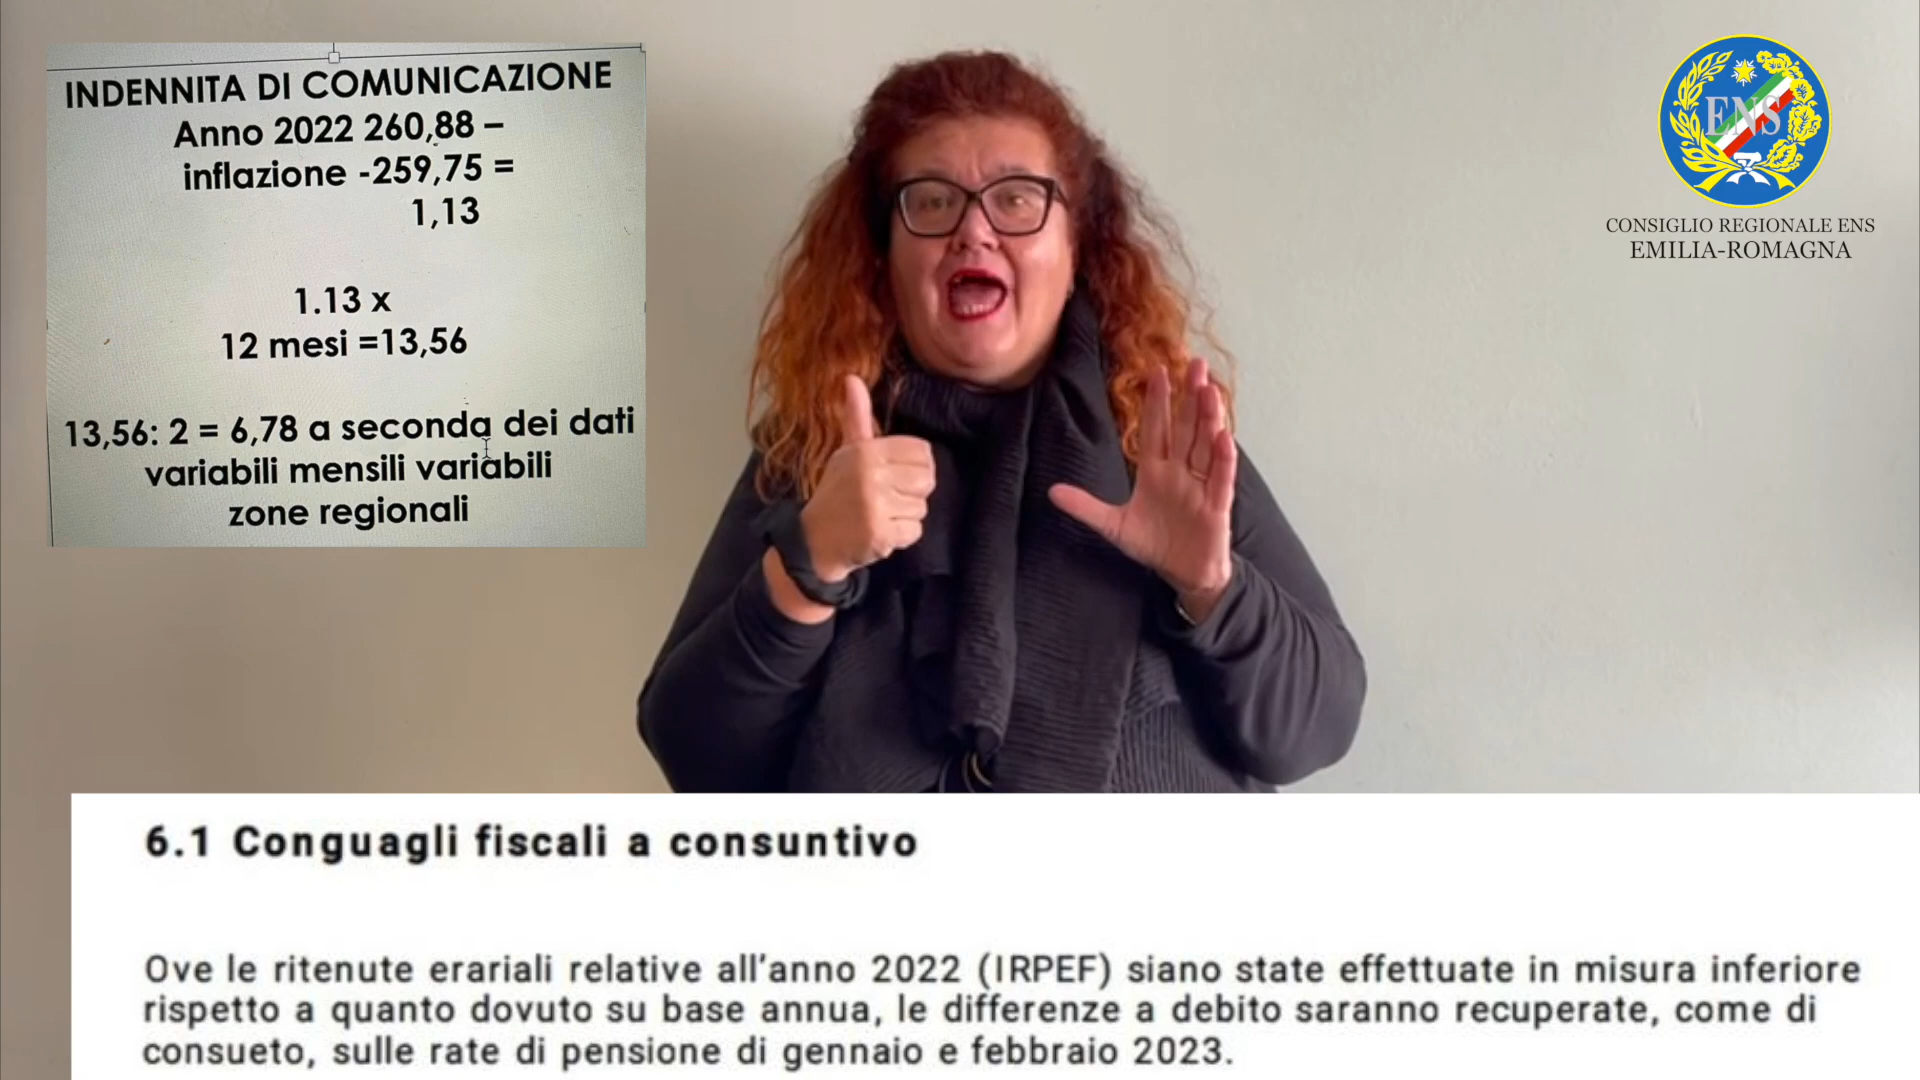 INDENNITA DI COMUNICAZIONE
Anno 2022 260,88 –
inflazione -259,75 =
1,13
1.13 x
12 mesi =13,56
13,56: 2 = 6,78 a seconda dei dati
variabili mensili variabili
zone regionali
ENS
CONSIGLIO REGIONALE ENS
EMILIA-ROMAGNA
6.1 Conguagli fiscali a consuntivo
Ove le ritenute erariali relative all'anno 2022 (IRPEF) siano state effettuate in misura inferiore
rispetto a quanto dovuto su base annua, le differenze a debito saranno recuperate, come di
consueto, sulle rate di pensione di gennaio e febbraio 2023.